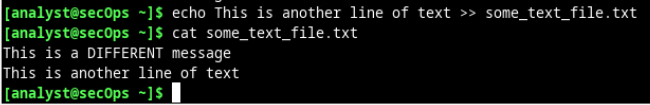 [analyst@secOps ~]$ echo This is another line of text >> some_text_file.txt
[analyst@secOps ~]$ cat some_text_file.txt
This is a DIFFERENT message
This is another line of text
[analyst@secOps ~]$